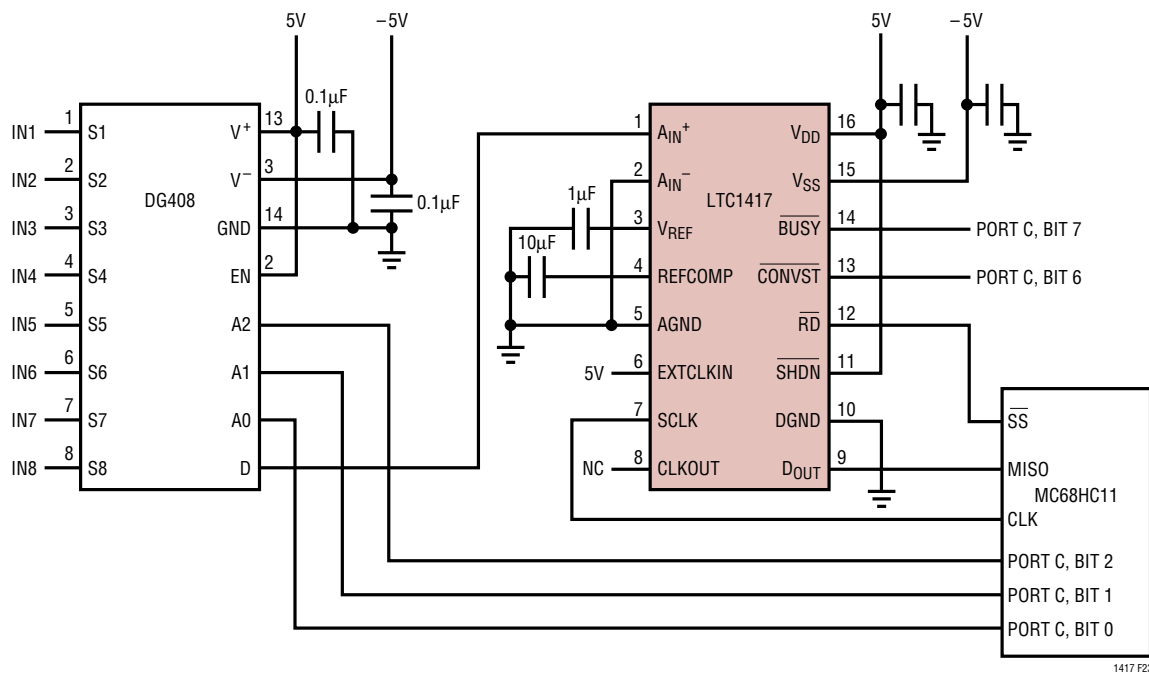 5V
–5V
5V
–5V
0.1µF
IN1
1
S1
V+
13
IN2
2
S2
V–
3
0.1µF
IN3
3
S3
DG408
GND
14
IN4
4
S4
EN
2
IN5
5
S5
A2
IN6
6
S6
A1
IN7
7
S7
A0
IN8
8
S8
D
1
AIN+
VDD
16
2
AIN–
VSS
15
LTC1417
1µF
3
VREF
BUSY
14
PORT C, BIT 7
10µF
4
REFCOMP
CONVST
13
PORT C, BIT 6
5
AGND
RD
12
5V
6
EXTCLKIN
SHDN
11
7
SCLK
DGND
10
NC
8
CLKOUT
DOUT
9
SS
MISO
MC68HC11
CLK
PORT C, BIT 2
PORT C, BIT 1
PORT C, BIT 0